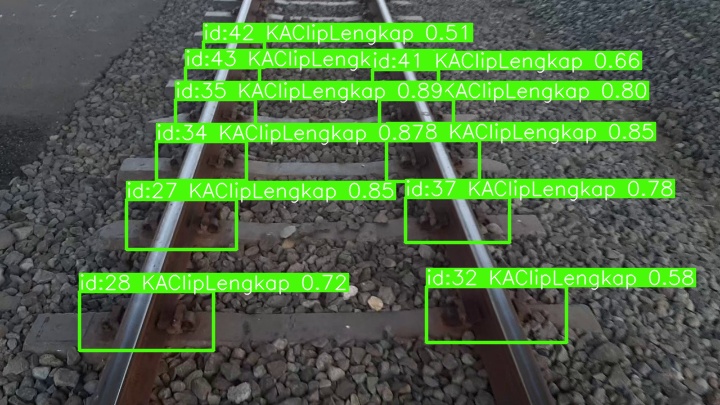 id:42 KAClipLengkap 0.51
id:43 KAClipLengk
id:41 KAClipLengkap 0.66
id:35 KAClipLengkap 0.89
KAClipLengkap 0.80
id:34 KAClipLengkap 0.87
8 KAClipLengkap 0.85
id:27 KAClipLengkap 0.85
id:37 KAClipLengkap 0.78
id:28 KAClipLengkap 0.72
id:32 KAClipLengkap 0.58